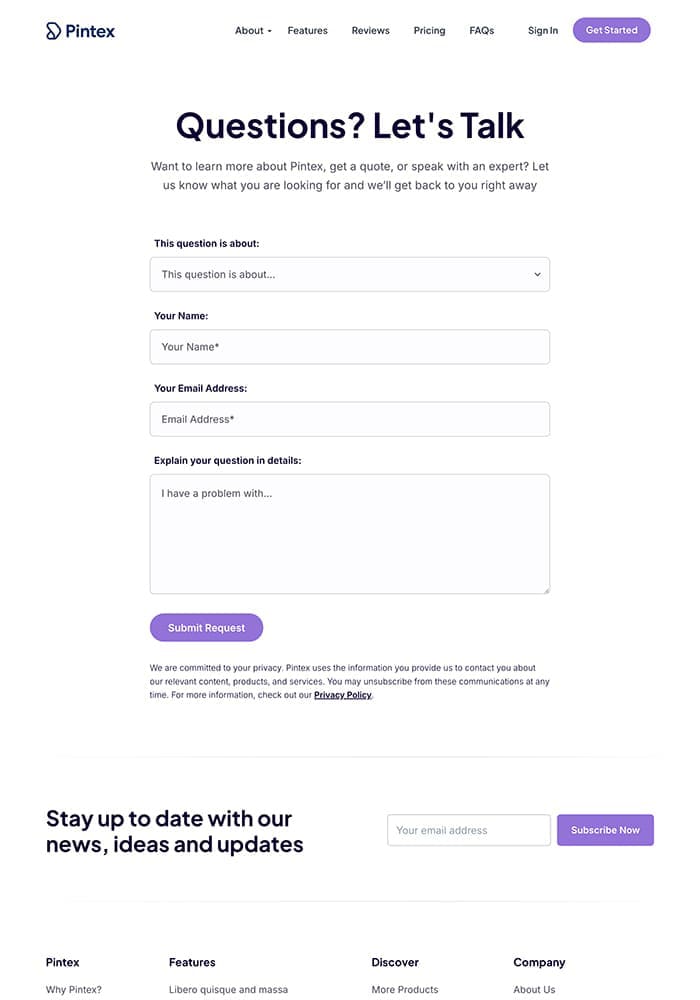 Pintex
About Features Reviews Pricing FAQs Sign In Get Started
Questions? Let's Talk
Want to learn more about Pintex, get a quote, or speak with an expert? Let
us know what you are looking for and we'll get back to you right away
This question is about:
This question is about...
Your Name:
Your Name*
Your Email Address:
Email Address*
Explain your question in details:
I have a problem with...
Submit Request
We are committed to your privacy. Pintex uses the information you provide us to contact you about
our relevant content, products, and services. You may unsubscribe from these communications at any
time. For more information, check out our Privacy Policy.
Stay up to date with our
news, ideas and updates
Your email address
Subscribe Now
Pintex Features Discover Company
Why Pintex? Libero quisque and massa More Products About Us